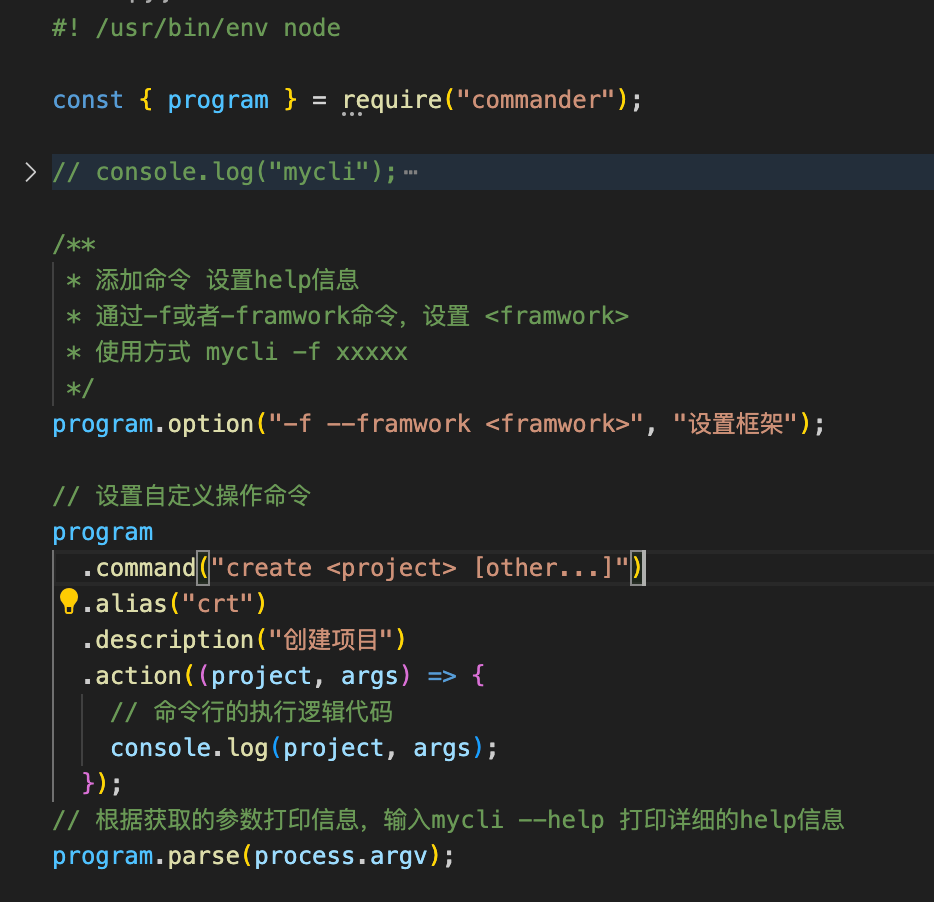 #! /usr/bin/env node
const { program } = require("commander");
// console.log("mycli");…
/**
* 添加命令 设置help信息
* 通过-f或者-framwork命令，设置 <framwork>
* 使用方式 mycli -f xxxxx
*/
program.option("-f --framwork <framwork>", "设置框架");
// 设置自定义操作命令
program
.command("create <project> [other...]")
.alias("crt")
.description("创建项目")
.action((project, args) => {
// 命令行的执行逻辑代码
console.log(project, args);
});
// 根据获取的参数打印信息，输入mycli --help 打印详细的help信息
program.parse(process.argv);